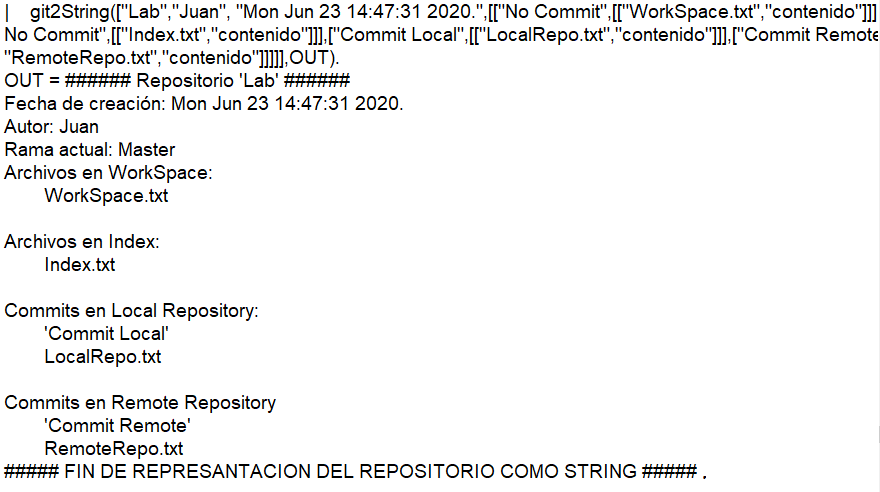 | git2String(["Lab","Juan", "Mon Jun 23 14:47:31 2020.",[["No Commit",[["WorkSpace.txt","contenido"]]]
No Commit",[["Index.txt","contenido"]]],["Commit Local",[["LocalRepo.txt","contenido"]]],["Commit Remote
"RemoteRepo.txt","contenido"]]]]],OUT).
OUT = ###### Repositorio 'Lab' ######
Fecha de creación: Mon Jun 23 14:47:31 2020.
Autor: Juan
Rama actual: Master
Archivos en WorkSpace:
WorkSpace.txt
Archivos en Index:
Index.txt
Commits en Local Repository:
'Commit Local'
LocalRepo.txt
Commits en Remote Repository
'Commit Remote'
RemoteRepo.txt
##### FIN DE REPRESANTACION DEL REPOSITORIO COMO STRING ##### .